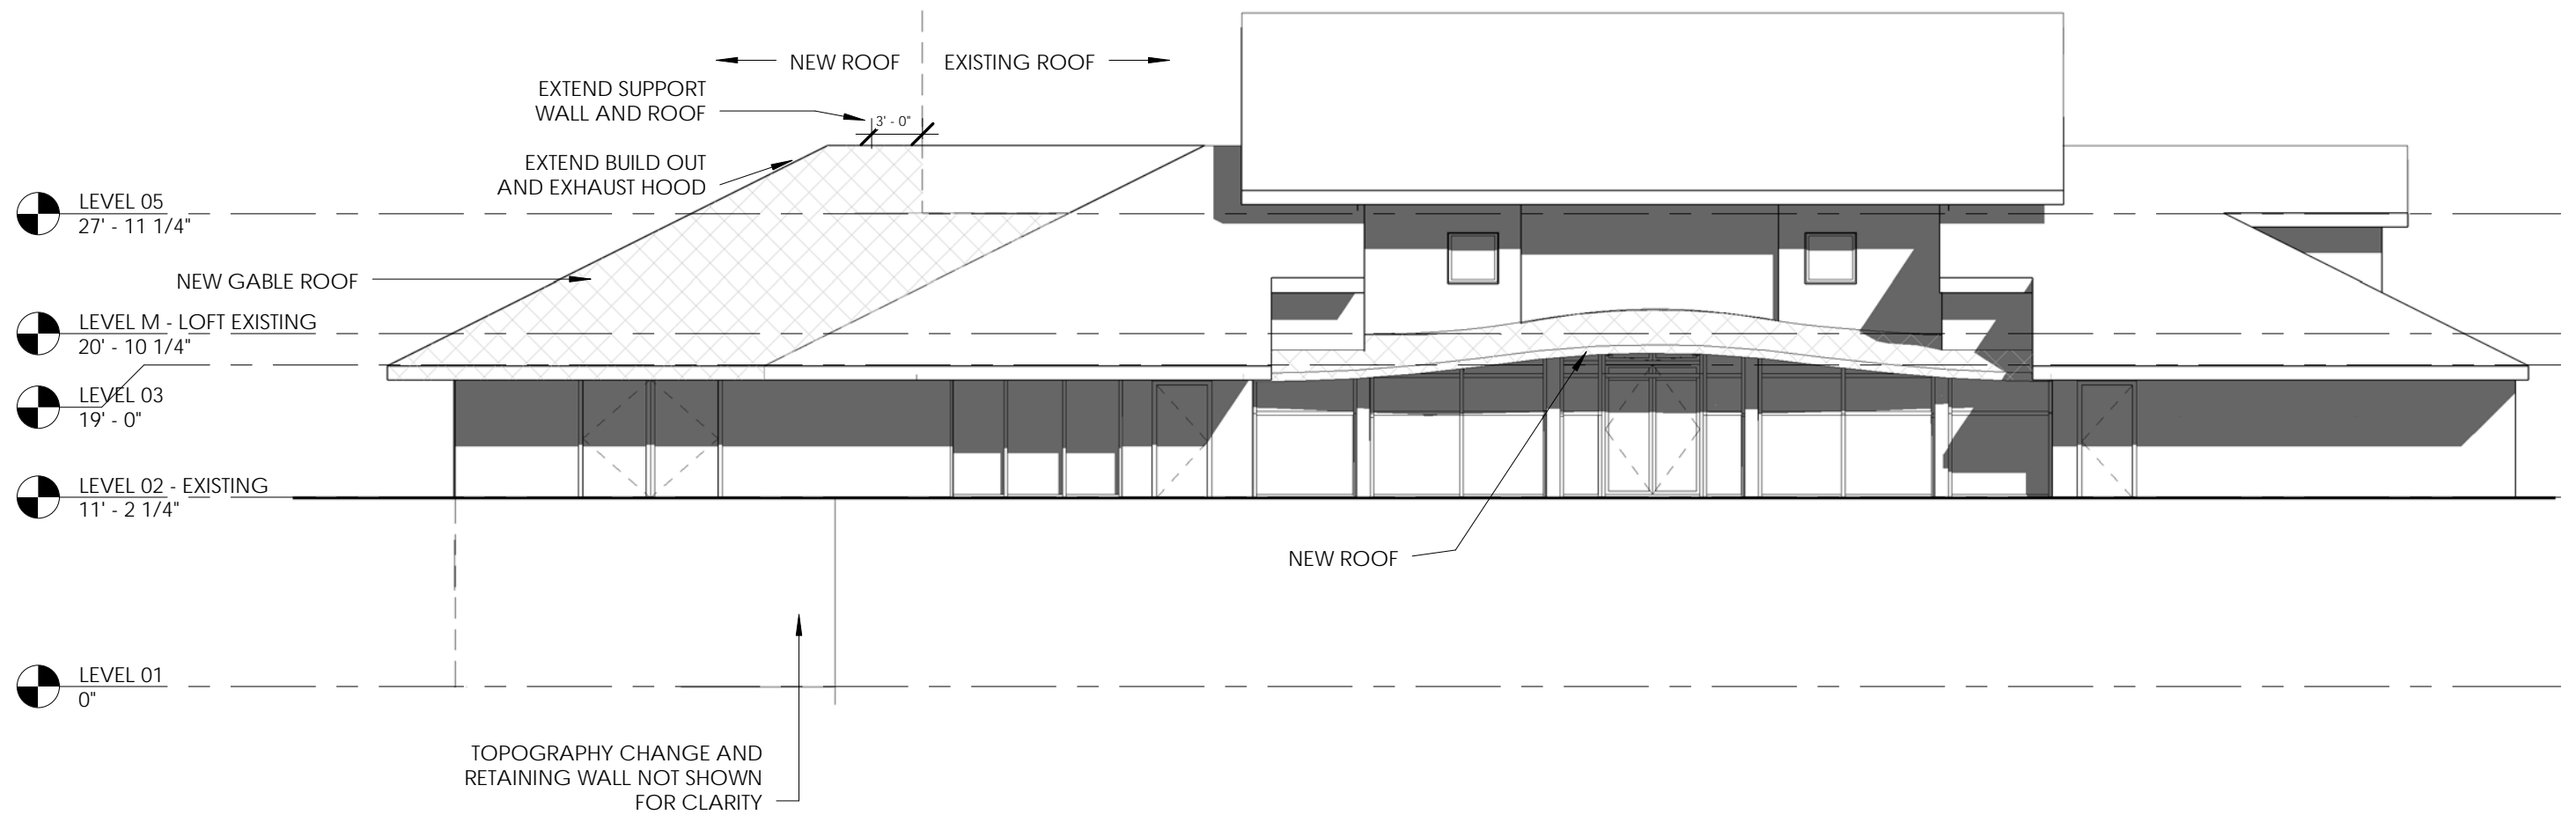 NEW ROOF
EXISTING ROOF
EXTEND SUPPORT
WALL AND ROOF
3' - 0"
EXTEND BUILD OUT
AND EXHAUST HOOD
LEVEL 05
27' - 11 1/4"
NEW GABLE ROOF
LEVEL M - LOFT EXISTING
20' - 10 1/4"
LEVEL 03
19' - 0"
LEVEL 02 - EXISTING
11' - 2 1/4"
NEW ROOF
LEVEL 01
0"
TOPOGRAPHY CHANGE AND
RETAINING WALL NOT SHOWN
FOR CLARITY